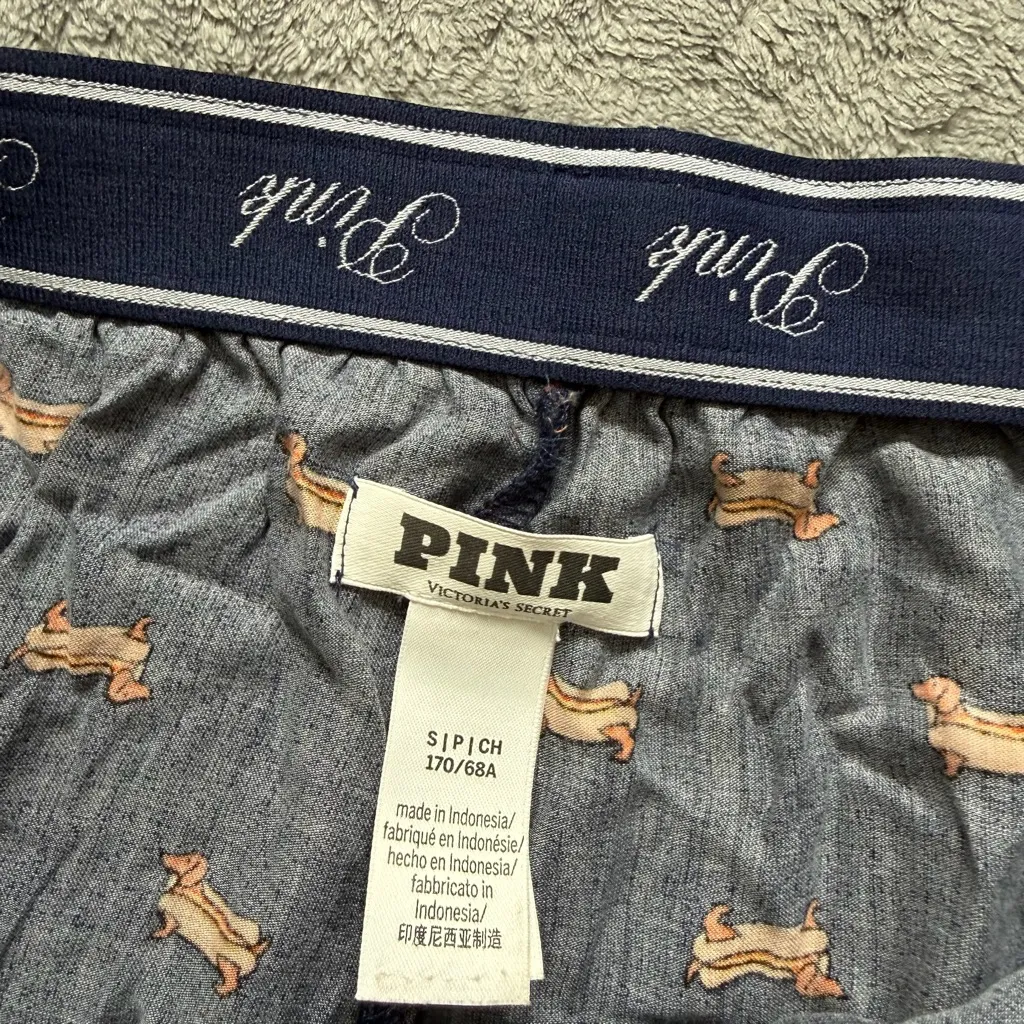 Pink
Pink
PINK
VICTORIA'S SECRET
S | P | CH
170/68A
made in Indonesia/
fabriqué en Indonésie/
hecho en Indonesia/
fabbricato in
Indonesia/
印度尼西亚制造